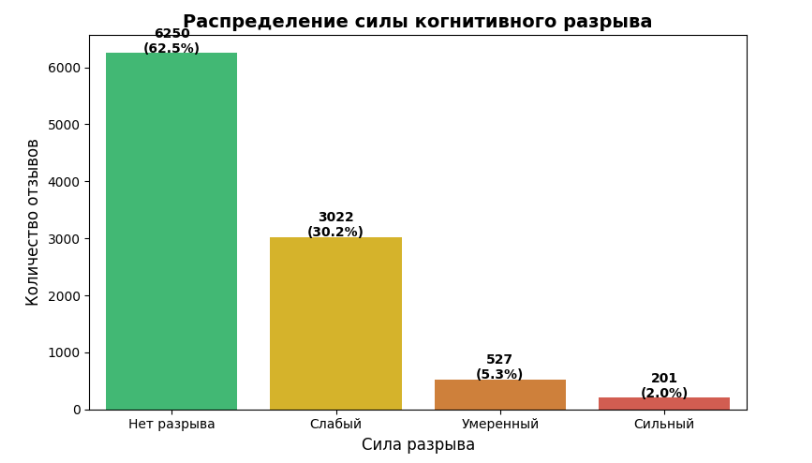 Распределение силы когнитивного разрыва
6250
(62.5%)
3022
(30.2%)
527
(5.3%)
201
(2.0%)
Количество отзывов
6000
5000
4000
3000
2000
1000
0
Нет разрыва
Слабый
Умеренный
Сильный
Сила разрыва